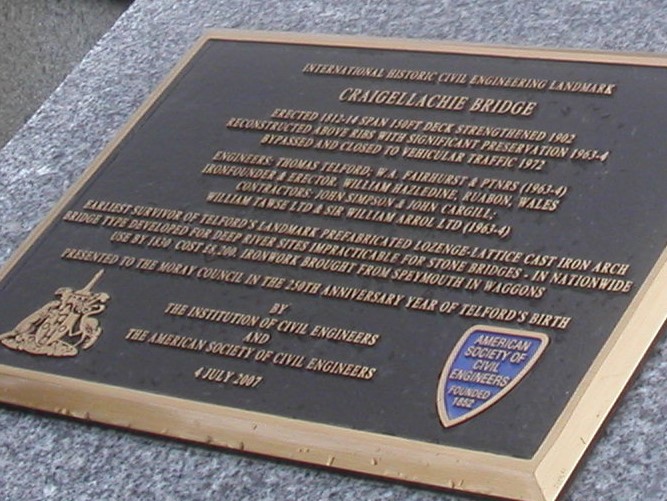 INTERNATIONAL HISTORIC CIVIL ENGINEERING LANDMARK
CRAIGELLACHIE BRIDGE
ERECTED 1812-14 SPAN 150FT DECK STRENGTHENED 1902
RECONSTRUCTED ABOVE RIBS WITH SIGNIFICANT PRESERVATION 1963-4
BYPASSED AND CLOSED TO VEHICULAR TRAFFIC 1972
ENGINEERS: THOMAS TELFORD; W.A. FAIRHURST & PTNRS (1963-4)
IRONFOUNDER & ERECTOR. WILLIAM HAZLEDINE, RUABON, WALES
CONTRACTORS: JOHN SIMPSON & JOHN CARGILL;
WILLIAM TAWSE LTD & SIR WILLIAM ARROL LTD (1963-4)
EARLIEST SURVIVOR OF TELFORD'S LANDMARK PREFABRICATED LOZENGE-LATTICE CAST IRON ARCH
BRIDGE TYPE DEVELOPED FOR DEEP RIVER SITES IMPRACTICABLE FOR STONE BRIDGES - IN NATIONWIDE
USE BY 1830. COST £8,200. IRONWORK BROUGHT FROM SPEYMOUTH IN WAGGONS
PRESENTED TO THE MORAY COUNCIL IN THE 250TH ANNIVERSARY YEAR OF TELFORD'S BIRTH
BY
THE INSTITUTION OF CIVIL ENGINEERS
AND
THE AMERICAN SOCIETY OF CIVIL ENGINEERS
4 JULY 2007
AMERICAN
SOCIETY OF
CIVIL
ENGINEERS
FOUNDED
1852